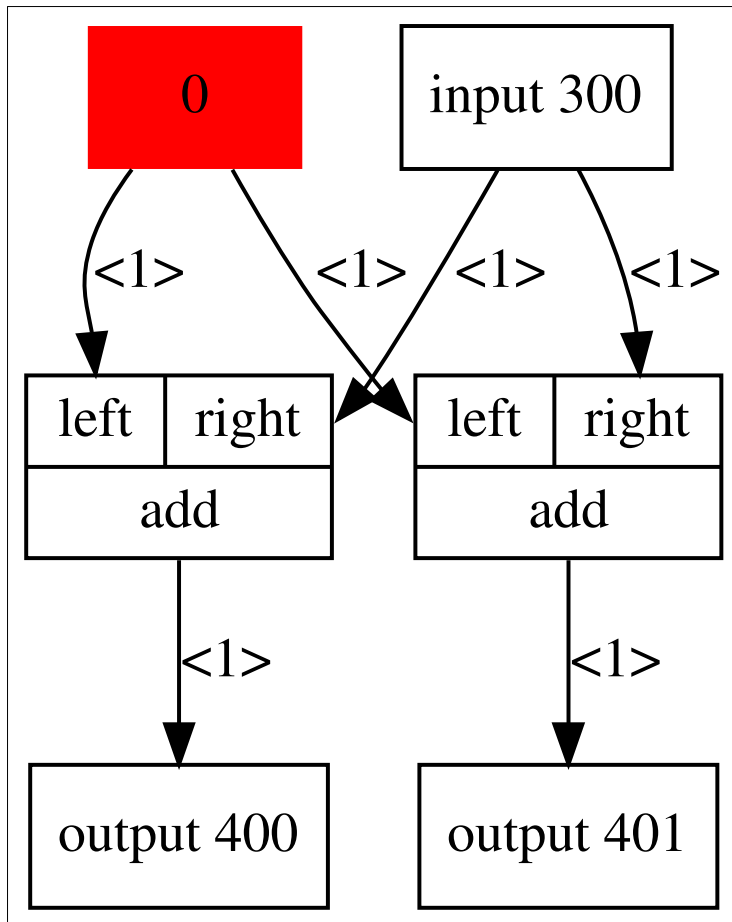 0
input 300
<1>
<1>
<1>
<1>
left
right
left
right
add
add
<1>
<1>
output 400
output 401